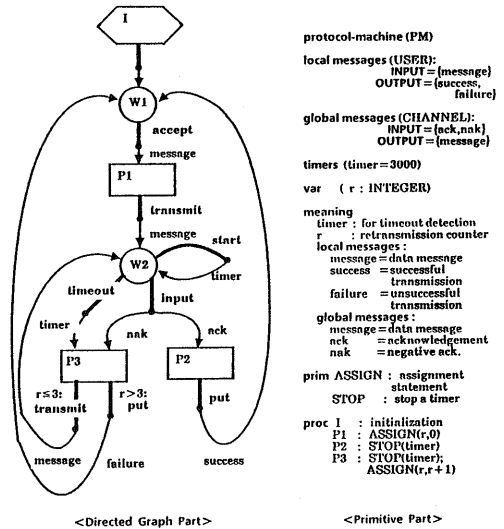 I
W1
accept
message
P1
transmit
message
W2
start
timer
timeout
input
timer
nak
ack
P3
P2
r≤3:
transmit
r>3:
put
put
message
failure
success
<Directed Graph Part>
protocol-machine (PM)
local messages (USER):
INPUT={message}
OUTPUT={success,
failure}
global messages (CHANNEL):
INPUT={ack,nak}
OUTPUT={message}
timers (timer=3000)
var ( r : INTEGER)
meaning
timer : for timeout detection
r : retransmission counter
local messages :
message=data message
success =successful
transmission
failure =unsuccessful
transmission
global messages :
message=data message
ack =acknowledgement
nak =negative ack.
prim ASSIGN : assignment
statement
STOP : stop a timer
proc I : initialization
P1 : ASSIGN(r,0)
P2 : STOP(timer)
P3 : STOP(timer);
ASSIGN(r,r+1)
<Primitive Part>